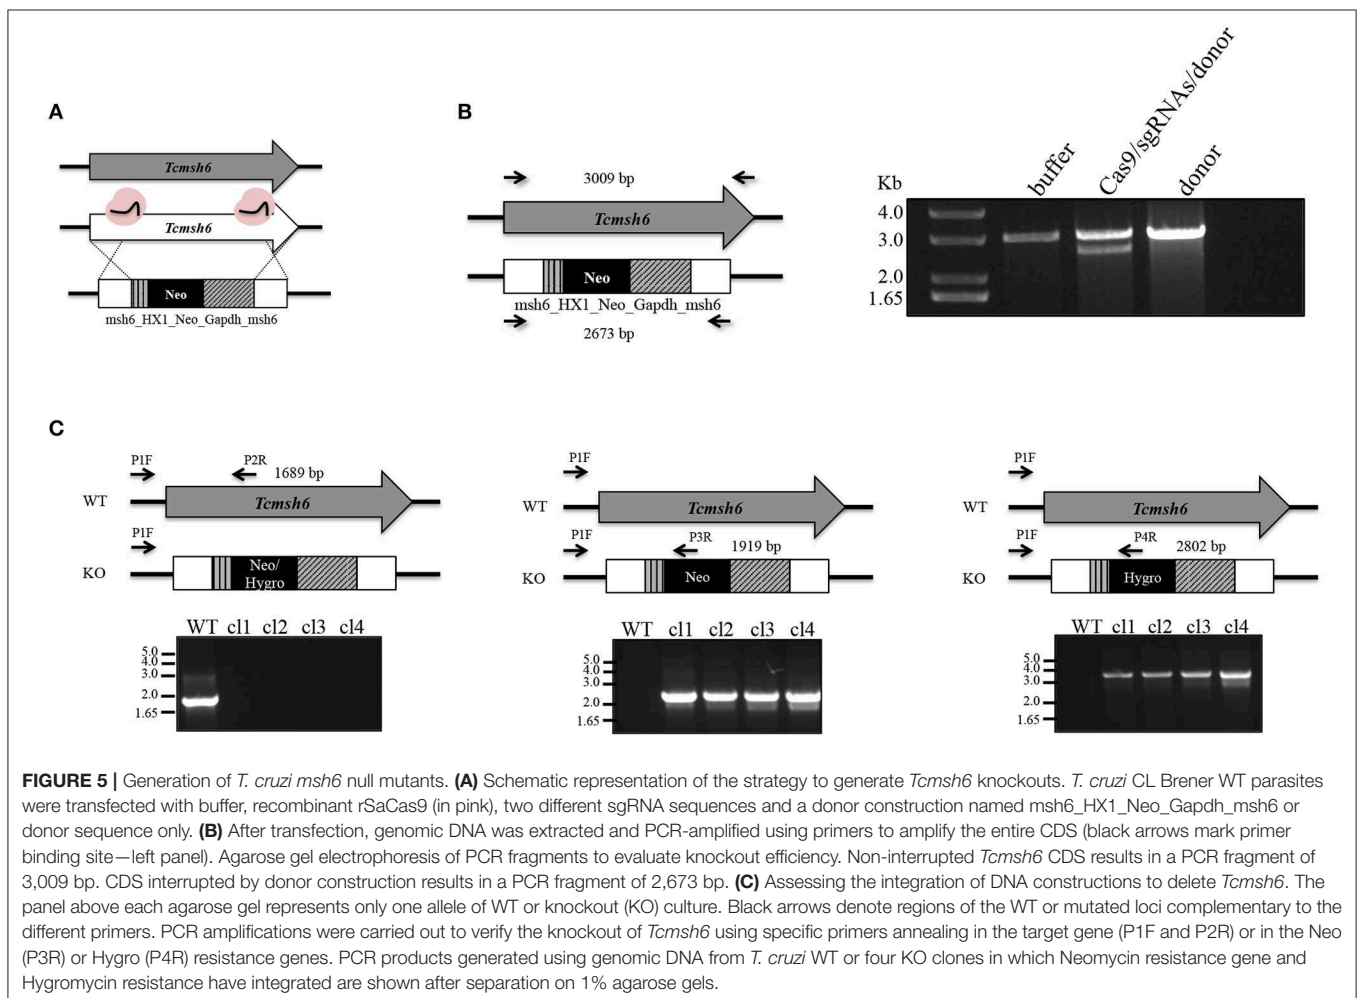 A
Tcmsh6
Tcmsh6
Neo
msh6_HX1_Neo_Gapdh_msh6
B
3009 bp
Tcmsh6
Neo
msh6_HX1_Neo_Gapdh_msh6
2673 bp
buffer
Cas9/sgRNAs/donor
donor
Kb
4.0
3.0
2.0
1.65
C
P1F
P2R
1689 bp
WT
Tcmsh6
P1F
KO
Neo/
Hygro
WT cl1 cl2 cl3 cl4
5.0
4.0
3.0
2.0
1.65
P1F
WT
Tcmsh6
P1F
P3R
1919 bp
KO
Neo
WT cl1 cl2 cl3 cl4
5.0
4.0
3.0
2.0
1.65
P1F
WT
Tcmsh6
P1F
P4R
2802 bp
KO
Hygro
WT cl1 cl2 cl3 cl4
5.0
4.0
3.0
2.0
1.65
FIGURE 5 | Generation of T. cruzi msh6 null mutants. (A) Schematic representation of the strategy to generate Tcmsh6 knockouts. T. cruzi CL Brener WT parasites
were transfected with buffer, recombinant rSaCas9 (in pink), two different sgRNA sequences and a donor construction named msh6_HX1_Neo_Gapdh_msh6 or
donor sequence only. (B) After transfection, genomic DNA was extracted and PCR-amplified using primers to amplify the entire CDS (black arrows mark primer
binding site—left panel). Agarose gel electrophoresis of PCR fragments to evaluate knockout efficiency. Non-interrupted Tcmsh6 CDS results in a PCR fragment of
3,009 bp. CDS interrupted by donor construction results in a PCR fragment of 2,673 bp. (C) Assessing the integration of DNA constructions to delete Tcmsh6. The
panel above each agarose gel represents only one allele of WT or knockout (KO) culture. Black arrows denote regions of the WT or mutated loci complementary to the
different primers. PCR amplifications were carried out to verify the knockout of Tcmsh6 using specific primers annealing in the target gene (P1F and P2R) or in the Neo
(P3R) or Hygro (P4R) resistance genes. PCR products generated using genomic DNA from T. cruzi WT or four KO clones in which Neomycin resistance gene and
Hygromycin resistance have integrated are shown after separation on 1% agarose gels.